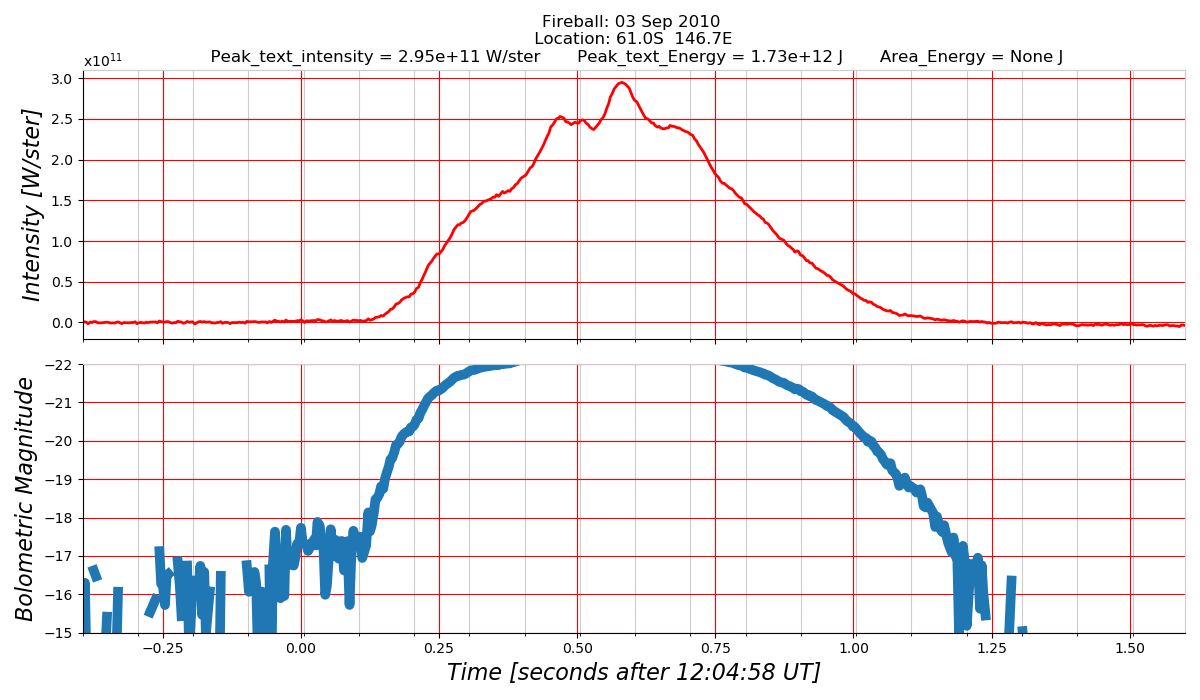 Fireball: 03 Sep 2010
Location: 61.0S  146.7E
Peak_text_intensity = 2.95e+11 W/ster       Peak_text_Energy = 1.73e+12 J       Area_Energy = None J
x10¹¹
3.0
2.5
2.0
1.5
1.0
0.5
0.0
Intensity [W/ster]
−22
−21
−20
−19
−18
−17
−16
−15
Bolometric Magnitude
−0.25 0.00 0.25 0.50 0.75 1.00 1.25 1.50
Time [seconds after 12:04:58 UT]